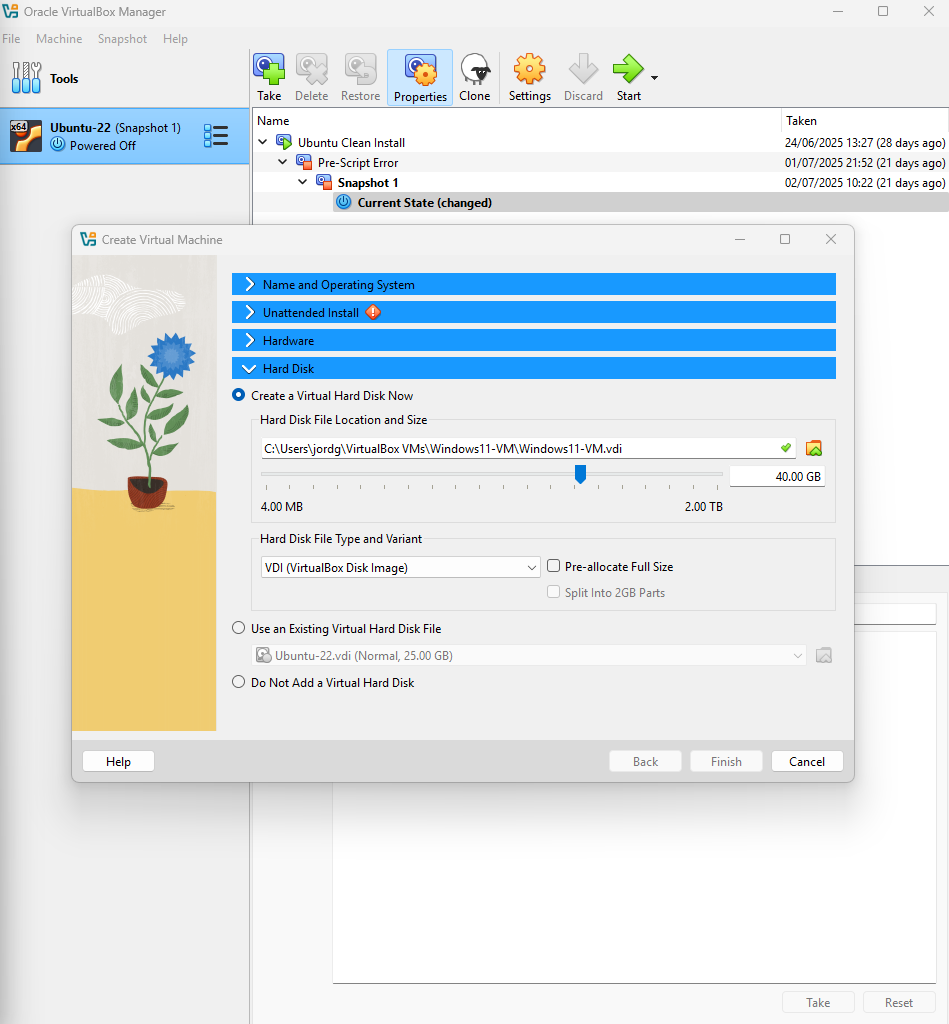 Oracle VirtualBox Manager
File Machine Snapshot Help
Tools
Take Delete Restore Properties Clone Settings Discard Start
x64
Ubuntu-22 (Snapshot 1)
Powered Off
Name Taken
Ubuntu Clean Install 24/06/2025 13:27 (28 days ago)
Pre-Script Error 01/07/2025 21:52 (21 days ago)
Snapshot 1 02/07/2025 10:22 (21 days ago)
Current State (changed)
Create Virtual Machine
Name and Operating System
Unattended Install
Hardware
Hard Disk
Create a Virtual Hard Disk Now
Hard Disk File Location and Size
C:\Users\jordg\VirtualBox VMs\Windows11-VM\Windows11-VM.vdi
40.00 GB
4.00 MB 2.00 TB
Hard Disk File Type and Variant
VDI (VirtualBox Disk Image) Pre-allocate Full Size
Split Into 2GB Parts
Use an Existing Virtual Hard Disk File
Ubuntu-22.vdi (Normal, 25.00 GB)
Do Not Add a Virtual Hard Disk
Help Back Finish Cancel
Take Reset